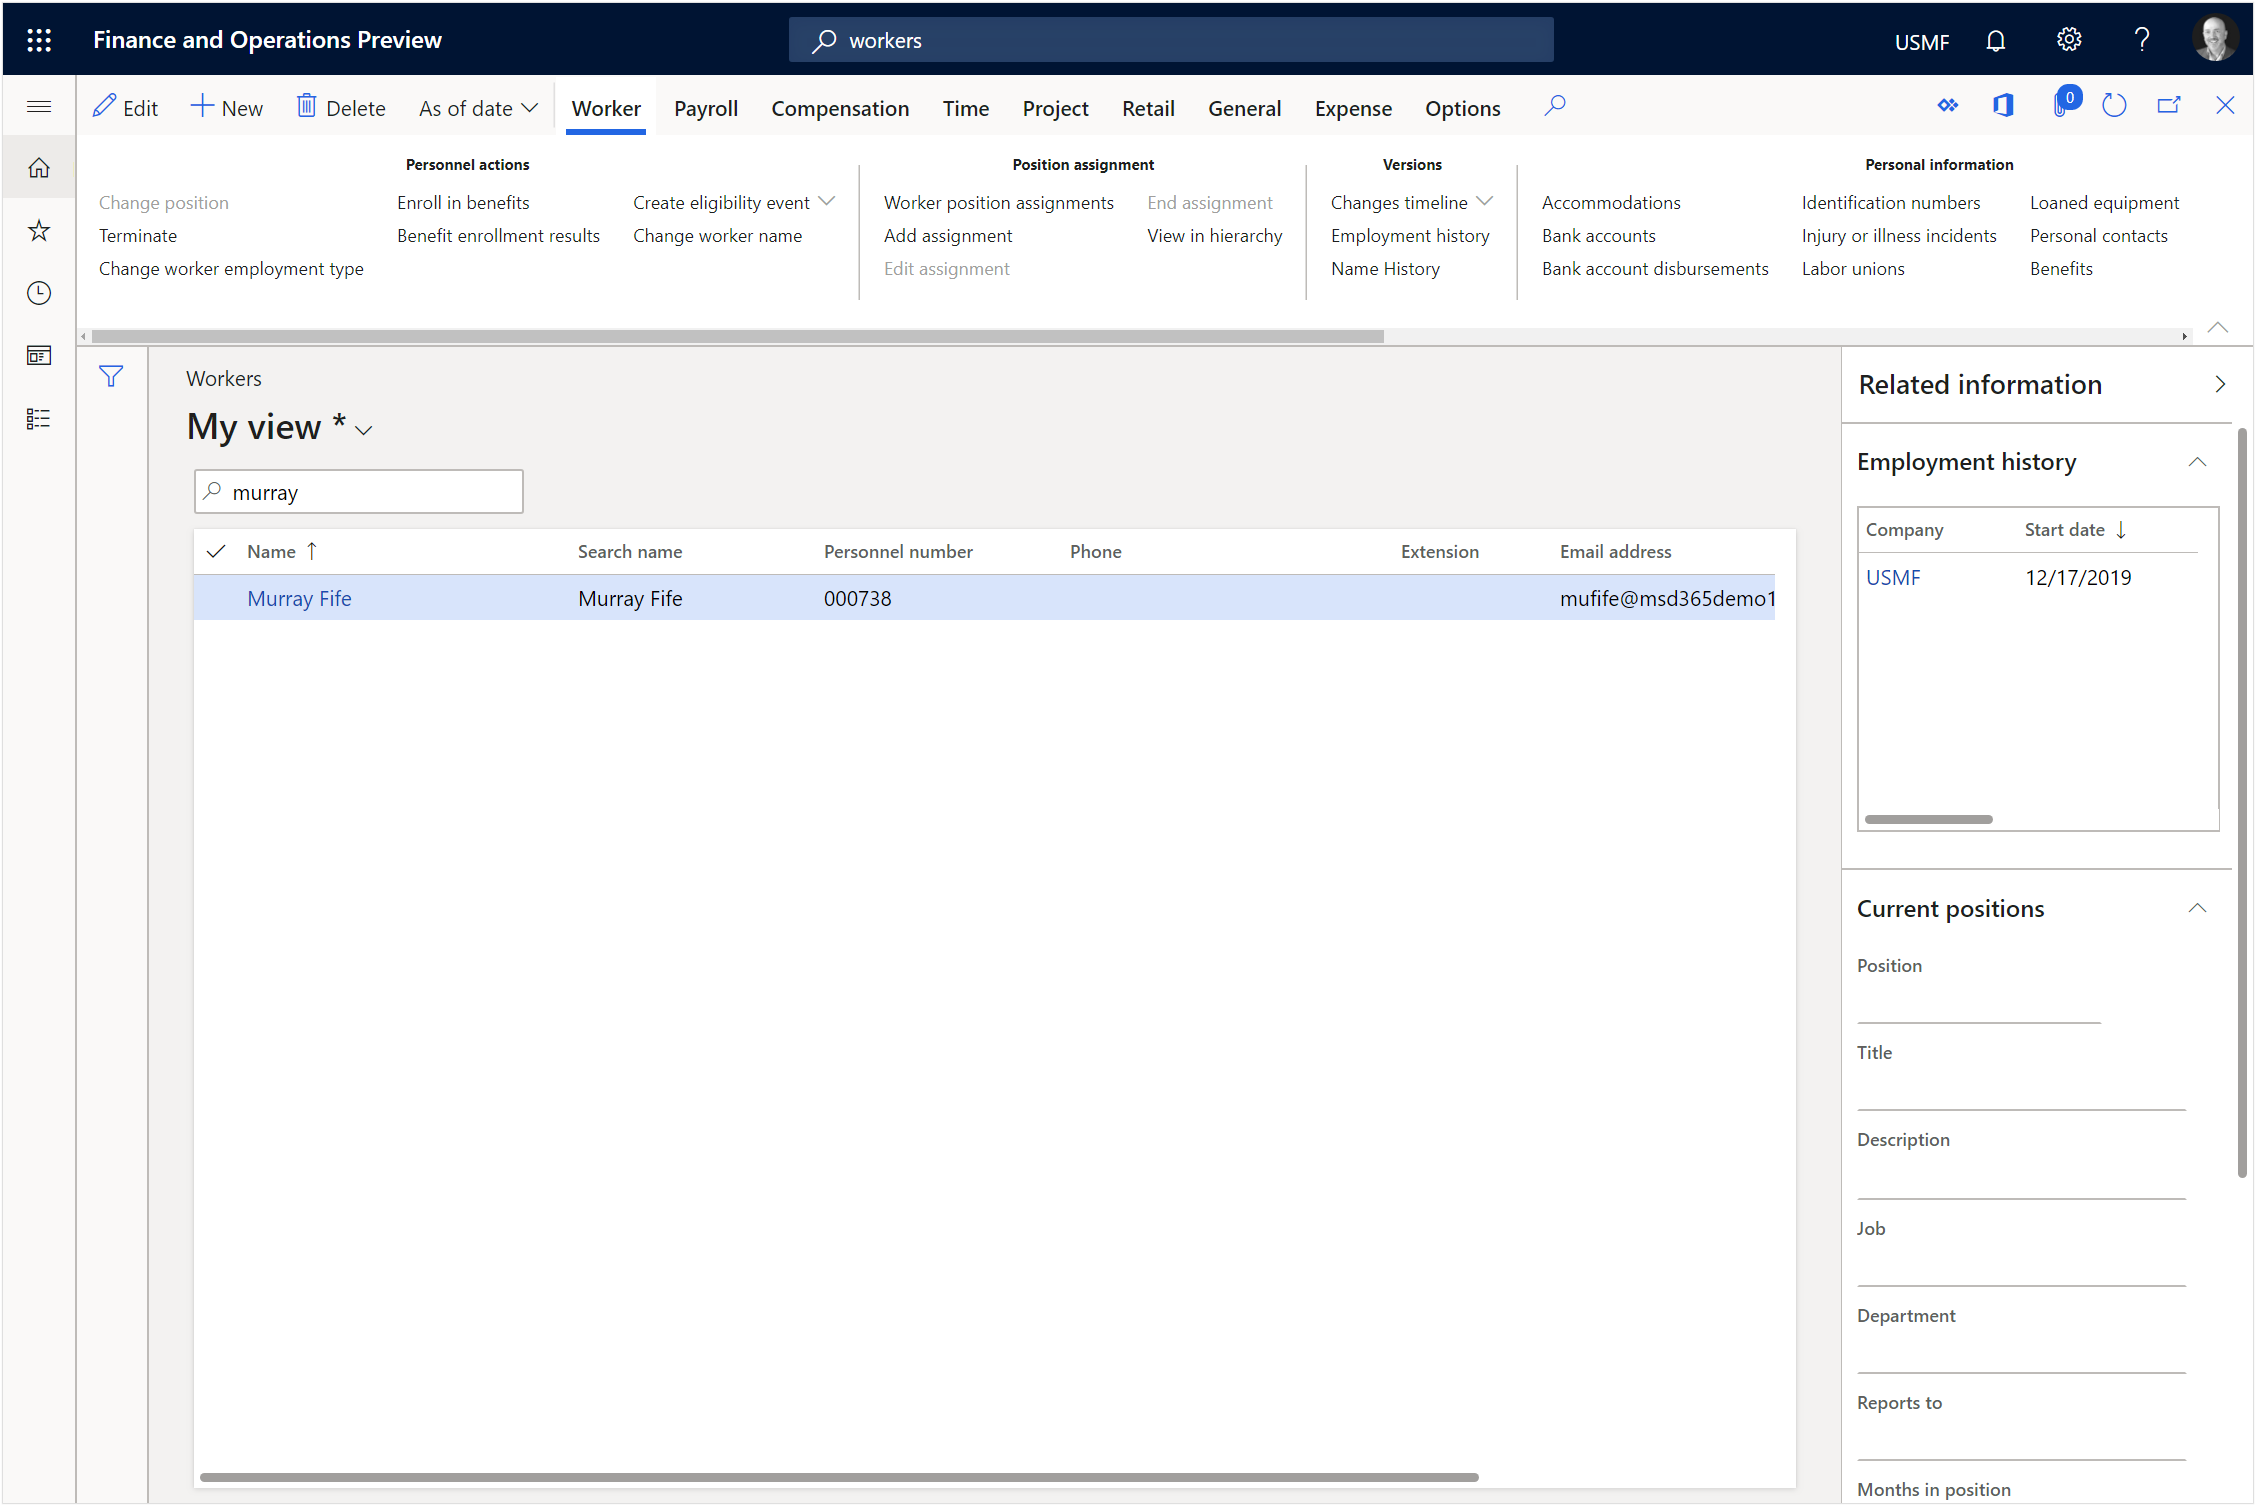 Finance and Operations Preview
workers
USMF
Edit New Delete As of date Worker Payroll Compensation Time Project Retail General Expense Options
0
Personnel actions
Change position Enroll in benefits Create eligibility event
Terminate Benefit enrollment results Change worker name
Change worker employment type
Position assignment
Worker position assignments End assignment
Add assignment View in hierarchy
Edit assignment
Versions
Changes timeline
Employment history
Name History
Personal information
Accommodations Identification numbers Loaned equipment
Bank accounts Injury or illness incidents Personal contacts
Bank account disbursements Labor unions Benefits
Workers
My view *
murray
Name Search name Personnel number Phone Extension Email address
Murray Fife Murray Fife 000738 mufife@msd365demo1
Related information
Employment history
Company Start date
USMF 12/17/2019
Current positions
Position
Title
Description
Job
Department
Reports to
Months in position